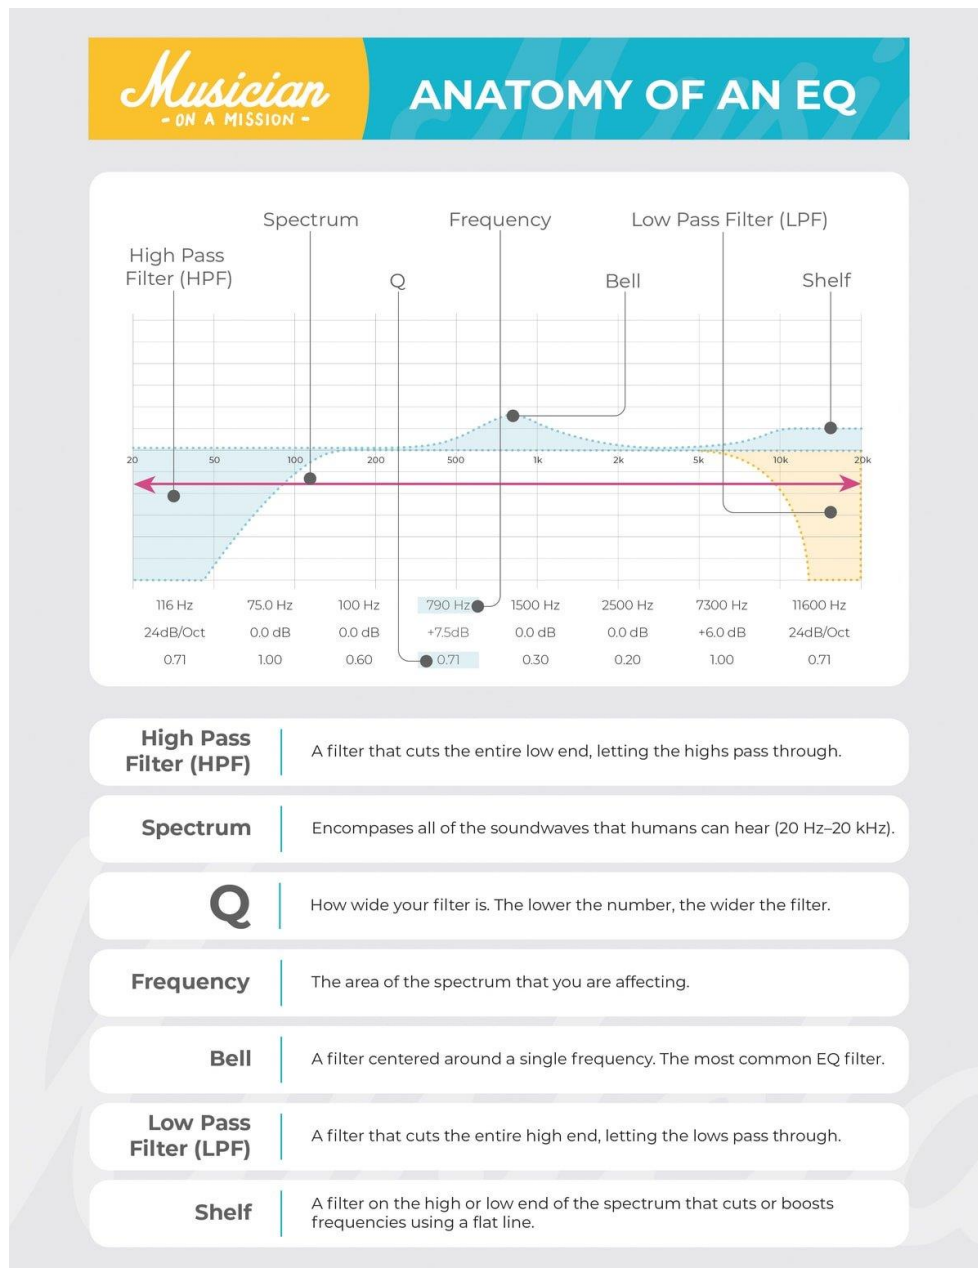 Musician
- ON A MISSION -
ANATOMY OF AN EQ
Spectrum
Frequency
Low Pass Filter (LPF)
High Pass
Filter (HPF)
Q
Bell
Shelf
20 50 100 200 500 1k 2k 5k 10k 20k
116 Hz 75.0 Hz 100 Hz 790 Hz 1500 Hz 2500 Hz 7300 Hz 11600 Hz
24dB/Oct 0.0 dB 0.0 dB +7.5dB 0.0 dB 0.0 dB +6.0 dB 24dB/Oct
0.71 1.00 0.60 0.71 0.30 0.20 1.00 0.71
High Pass
Filter (HPF)
A filter that cuts the entire low end, letting the highs pass through.
Spectrum
Encompases all of the soundwaves that humans can hear (20 Hz–20 kHz).
Q
How wide your filter is. The lower the number, the wider the filter.
Frequency
The area of the spectrum that you are affecting.
Bell
A filter centered around a single frequency. The most common EQ filter.
Low Pass
Filter (LPF)
A filter that cuts the entire high end, letting the lows pass through.
Shelf
A filter on the high or low end of the spectrum that cuts or boosts
frequencies using a flat line.